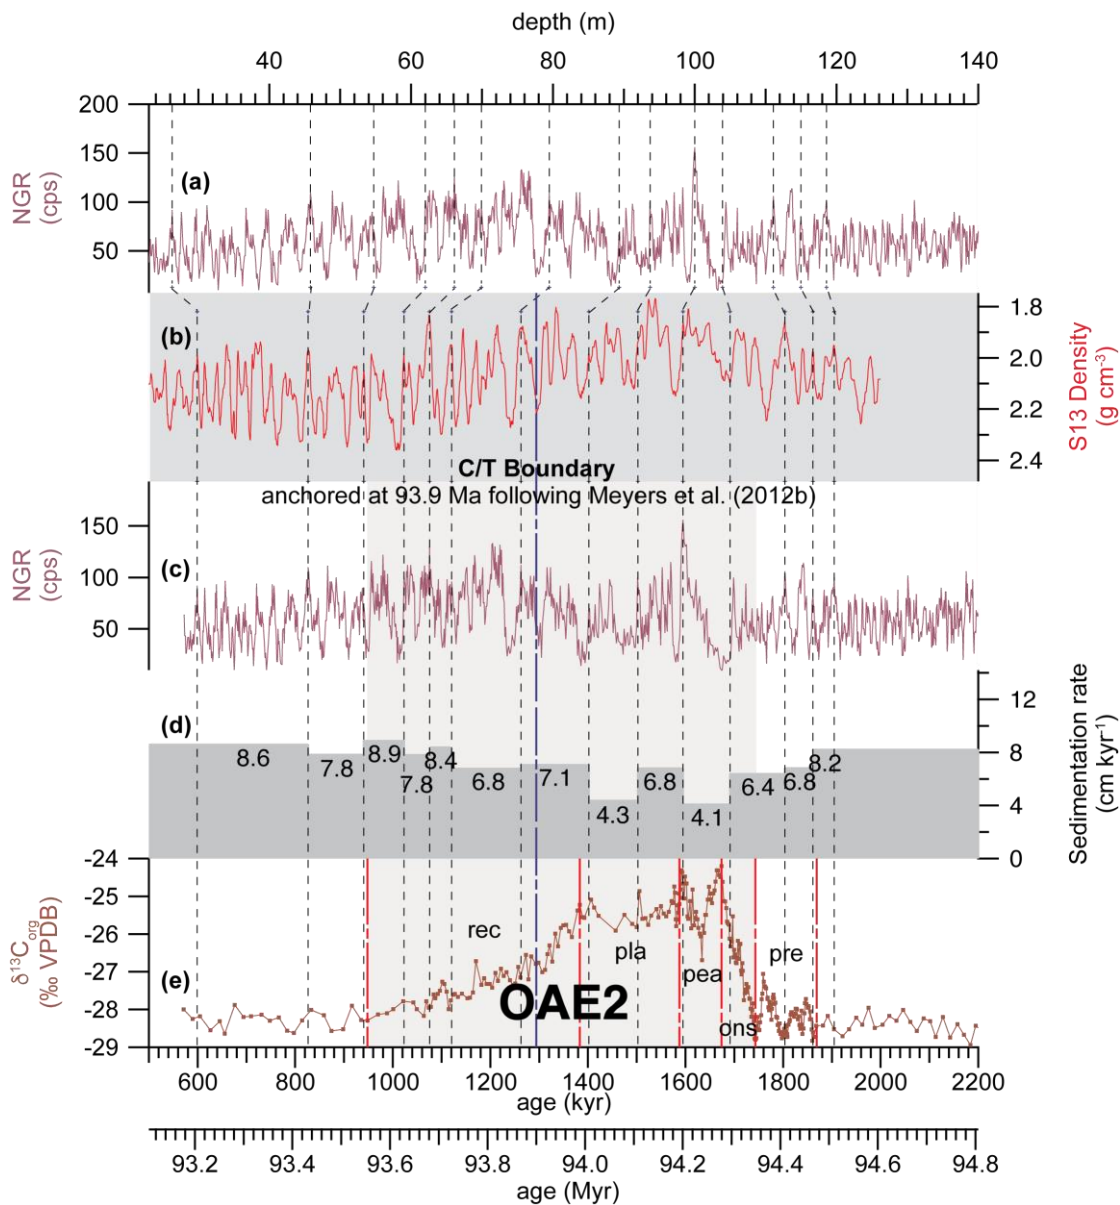 depth (m)
40 60 80 100 120 140
200
150
100
50
NGR
(cps)
(a)
(b)
1.8
2.0
2.2
2.4
S13 Density
(g cm-3)
C/T Boundary
anchored at 93.9 Ma following Meyers et al. (2012b)
150
100
50
NGR
(cps)
(c)
(d)
12
8
4
0
Sedimentation rate
(cm kyr-1)
8.6
7.8
8.9
7.8
8.4
6.8
7.1
4.3
6.8
4.1
6.4
6.8
8.2
-24
-25
-26
-27
-28
-29
δ13Corg
(‰ VPDB)
(e)
rec
pla
pea
pre
ons
OAE2
600 800 1000 1200 1400 1600 1800 2000 2200
age (kyr)
93.2 93.4 93.6 93.8 94.0 94.2 94.4 94.6 94.8
age (Myr)